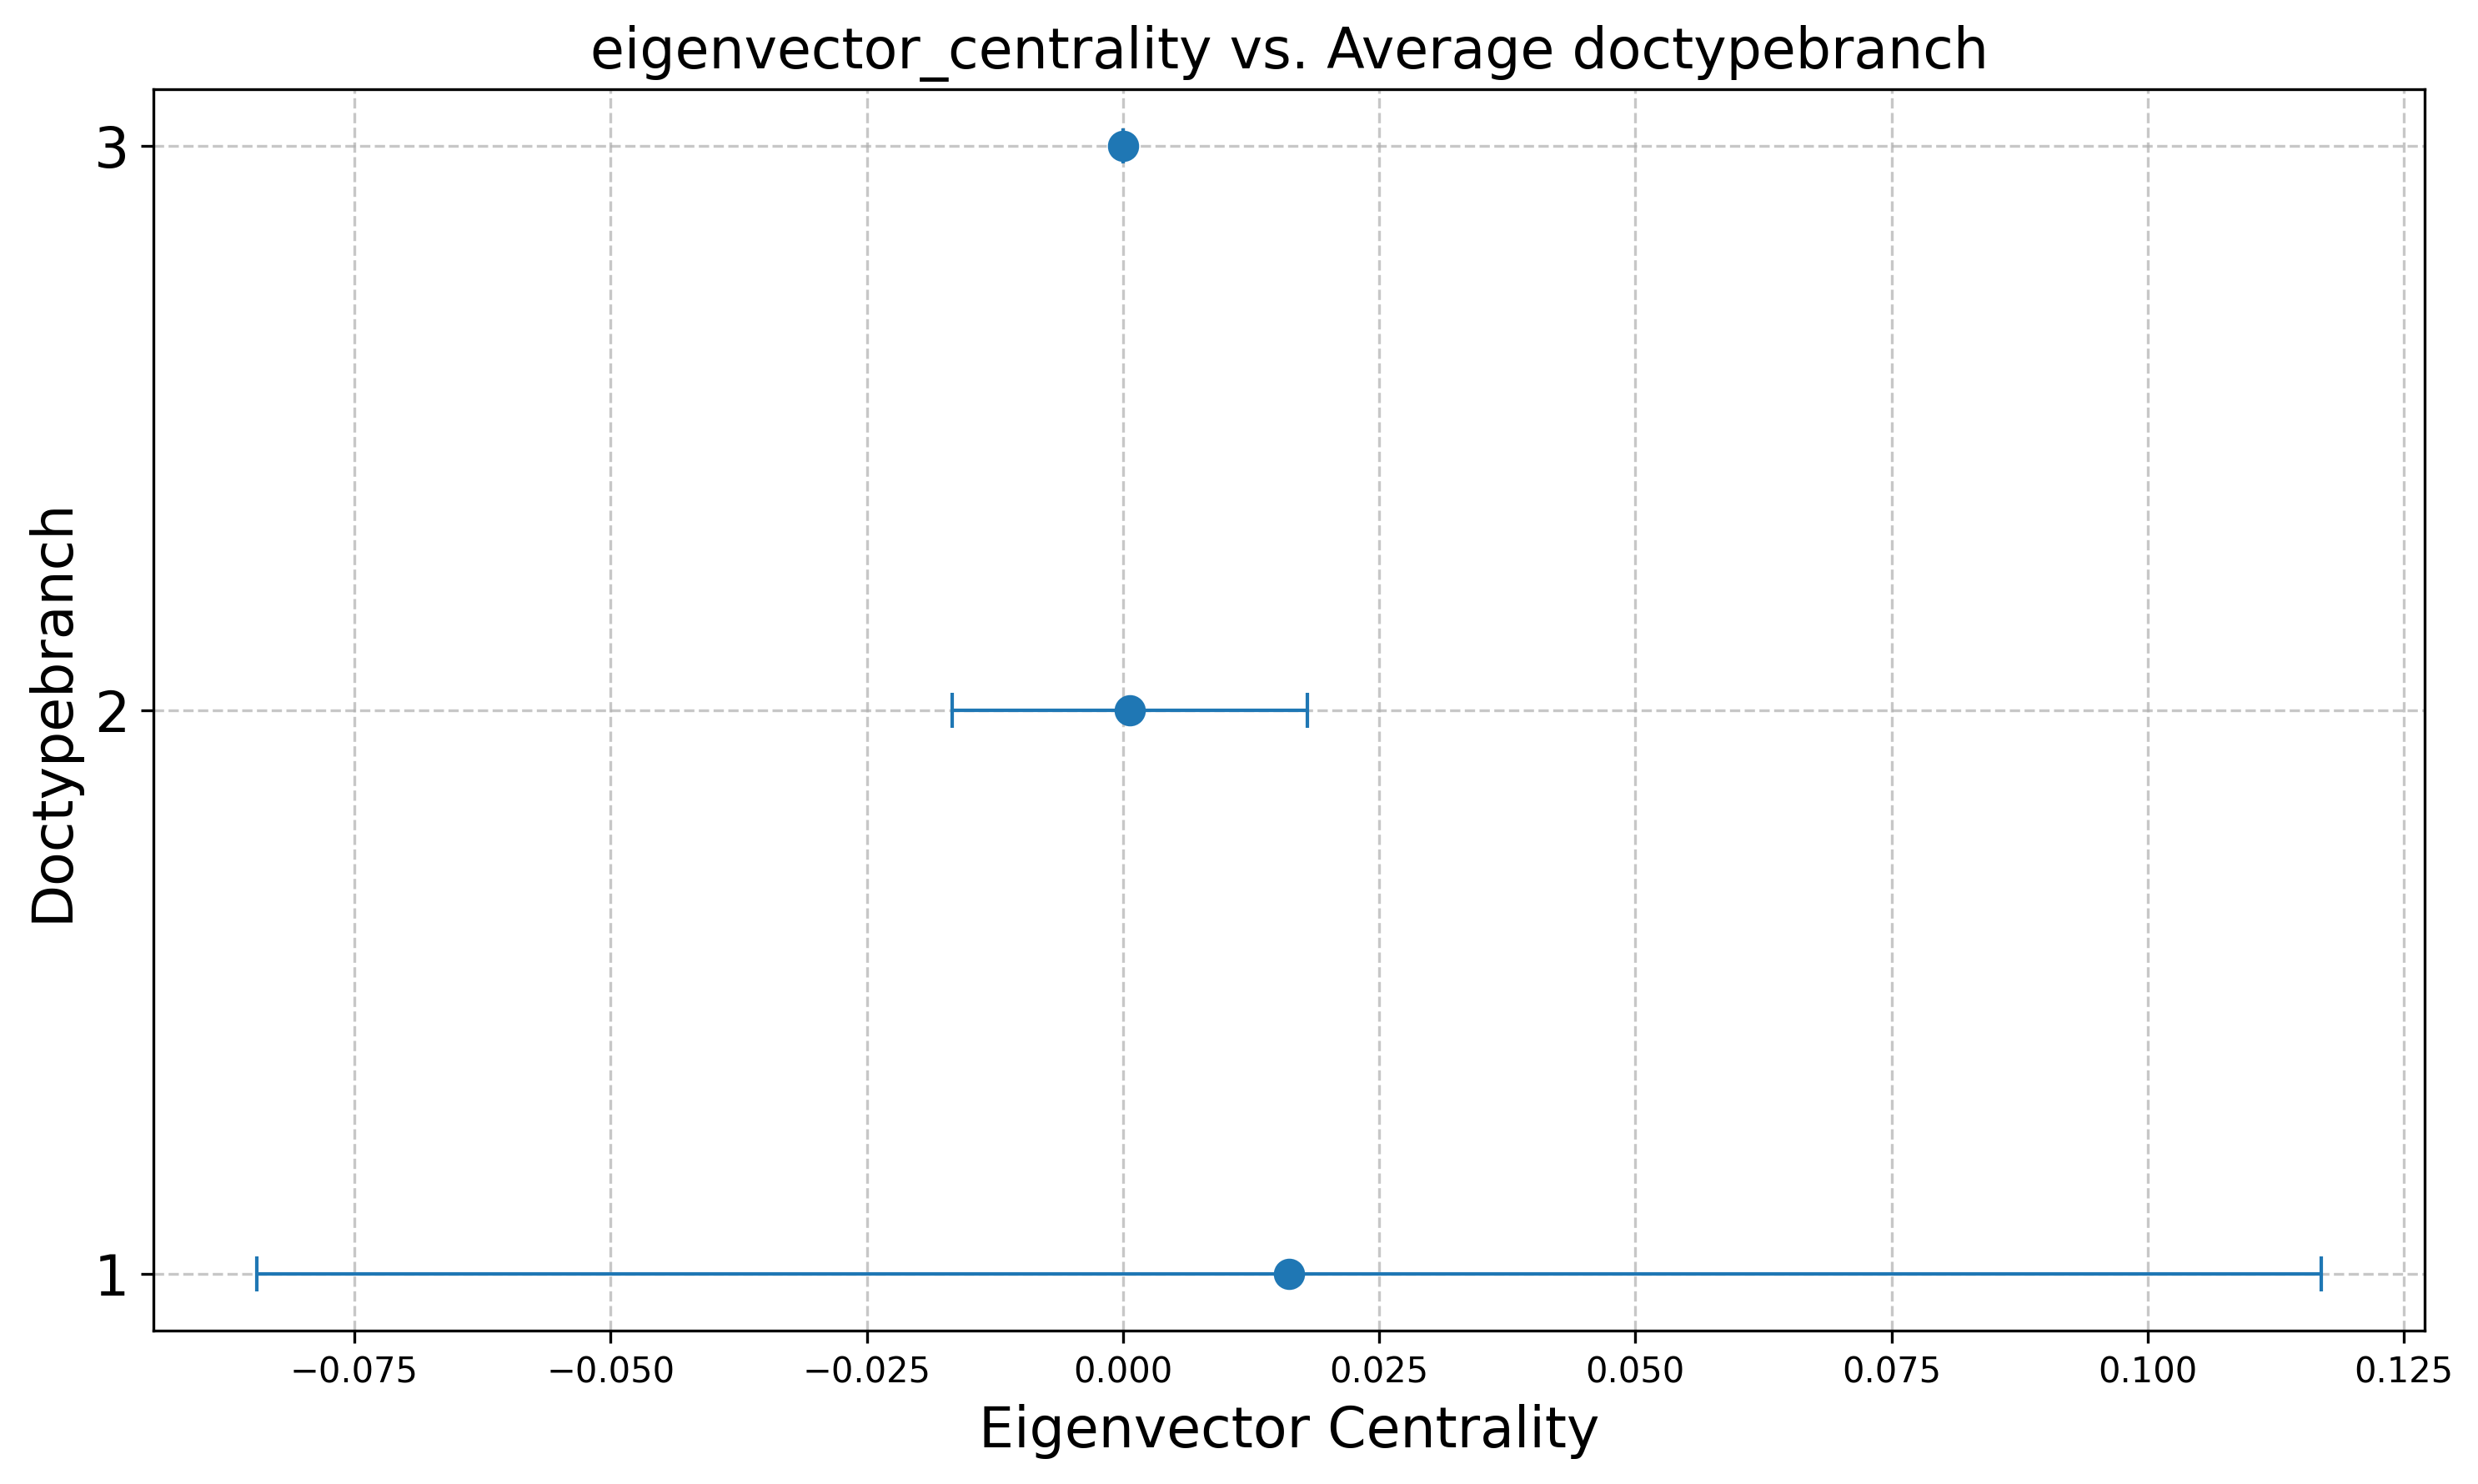 eigenvector_centrality vs. Average doctypebranch
3
2
1
Doctypebranch
−0.075 −0.050 −0.025 0.000 0.025 0.050 0.075 0.100 0.125
Eigenvector Centrality